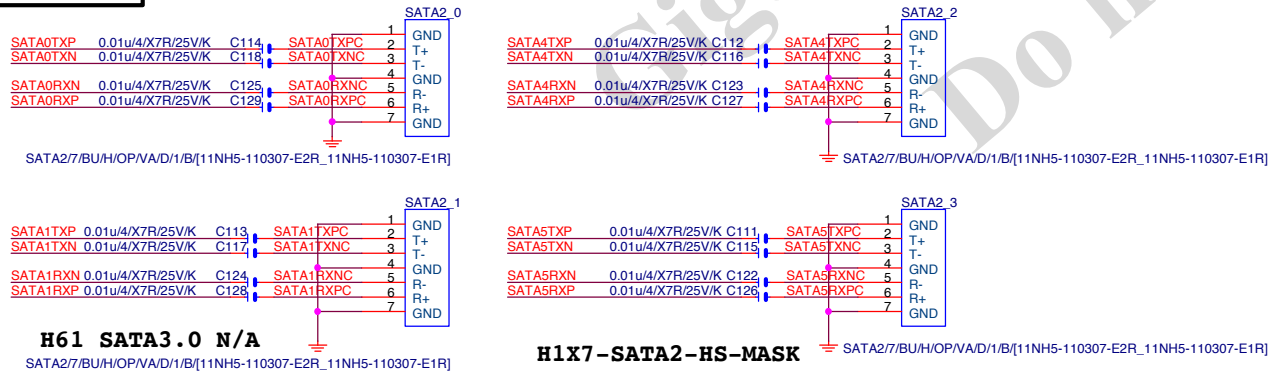 SATA2_0
SATA0TXP 0.01u/4/X7R/25V/K C114 SATA0TXPC 1 GND
SATA0TXN 0.01u/4/X7R/25V/K C118 SATA0TXNC 2 T+
3 T-
4 GND
SATA0RXN 0.01u/4/X7R/25V/K C125 SATA0RXNC 5 R-
SATA0RXP 0.01u/4/X7R/25V/K C129 SATA0RXPC 6 R+
7 GND
SATA2/7/BU/H/OP/VA/D/1/B/[11NH5-110307-E2R_11NH5-110307-E1R]
SATA2_2
SATA4TXP 0.01u/4/X7R/25V/K C112 SATA4TXPC 1 GND
SATA4TXN 0.01u/4/X7R/25V/K C116 SATA4TXNC 2 T+
3 T-
4 GND
SATA4RXN 0.01u/4/X7R/25V/K C123 SATA4RXNC 5 R-
SATA4RXP 0.01u/4/X7R/25V/K C127 SATA4RXPC 6 R+
7 GND
SATA2/7/BU/H/OP/VA/D/1/B/[11NH5-110307-E2R_11NH5-110307-E1R]
SATA2_1
SATA1TXP 0.01u/4/X7R/25V/K C113 SATA1TXPC 1 GND
SATA1TXN 0.01u/4/X7R/25V/K C117 SATA1TXNC 2 T+
3 T-
4 GND
SATA1RXN 0.01u/4/X7R/25V/K C124 SATA1RXNC 5 R-
SATA1RXP 0.01u/4/X7R/25V/K C128 SATA1RXPC 6 R+
7 GND
H61 SATA3.0 N/A
SATA2/7/BU/H/OP/VA/D/1/B/[11NH5-110307-E2R_11NH5-110307-E1R]
SATA2_3
SATA5TXP 0.01u/4/X7R/25V/K C111 SATA5TXPC 1 GND
SATA5TXN 0.01u/4/X7R/25V/K C115 SATA5TXNC 2 T+
3 T-
4 GND
SATA5RXN 0.01u/4/X7R/25V/K C122 SATA5RXNC 5 R-
SATA5RXP 0.01u/4/X7R/25V/K C126 SATA5RXPC 6 R+
7 GND
H1X7-SATA2-HS-MASK
SATA2/7/BU/H/OP/VA/D/1/B/[11NH5-110307-E2R_11NH5-110307-E1R]
Do